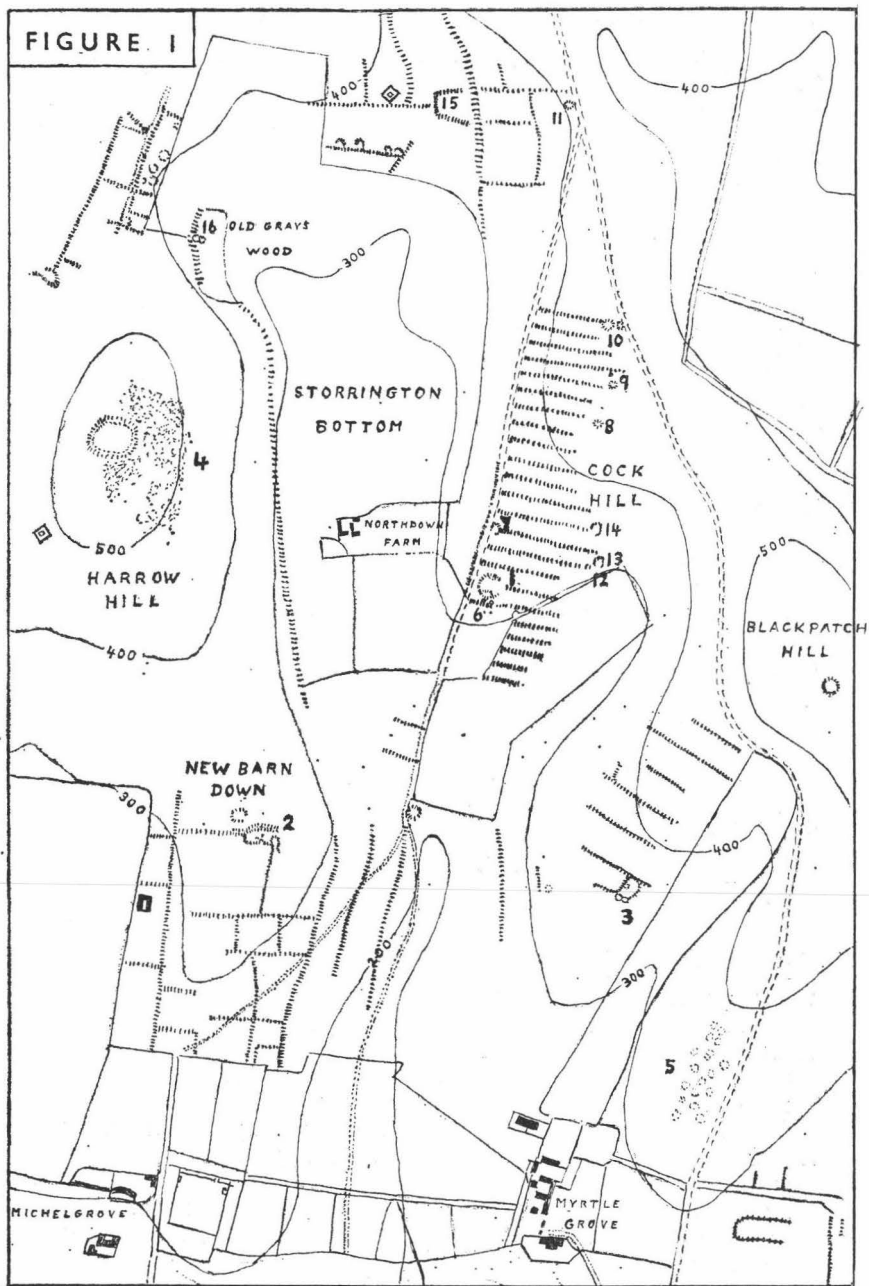 FIGURE 1
400
15
11
400
16 OLD GRAYS
WOOD
300
10
STORRINGTON
BOTTOM
9
8
4
COCK
HILL
14
NORTHDOWN
FARM
13
12
1
6
500
HARROW
HILL
500
400
BLACKPATCH
HILL
NEW BARN
DOWN
300
2
400
3
200
300
5
MICHELGROVE
MYRTLE
GROVE